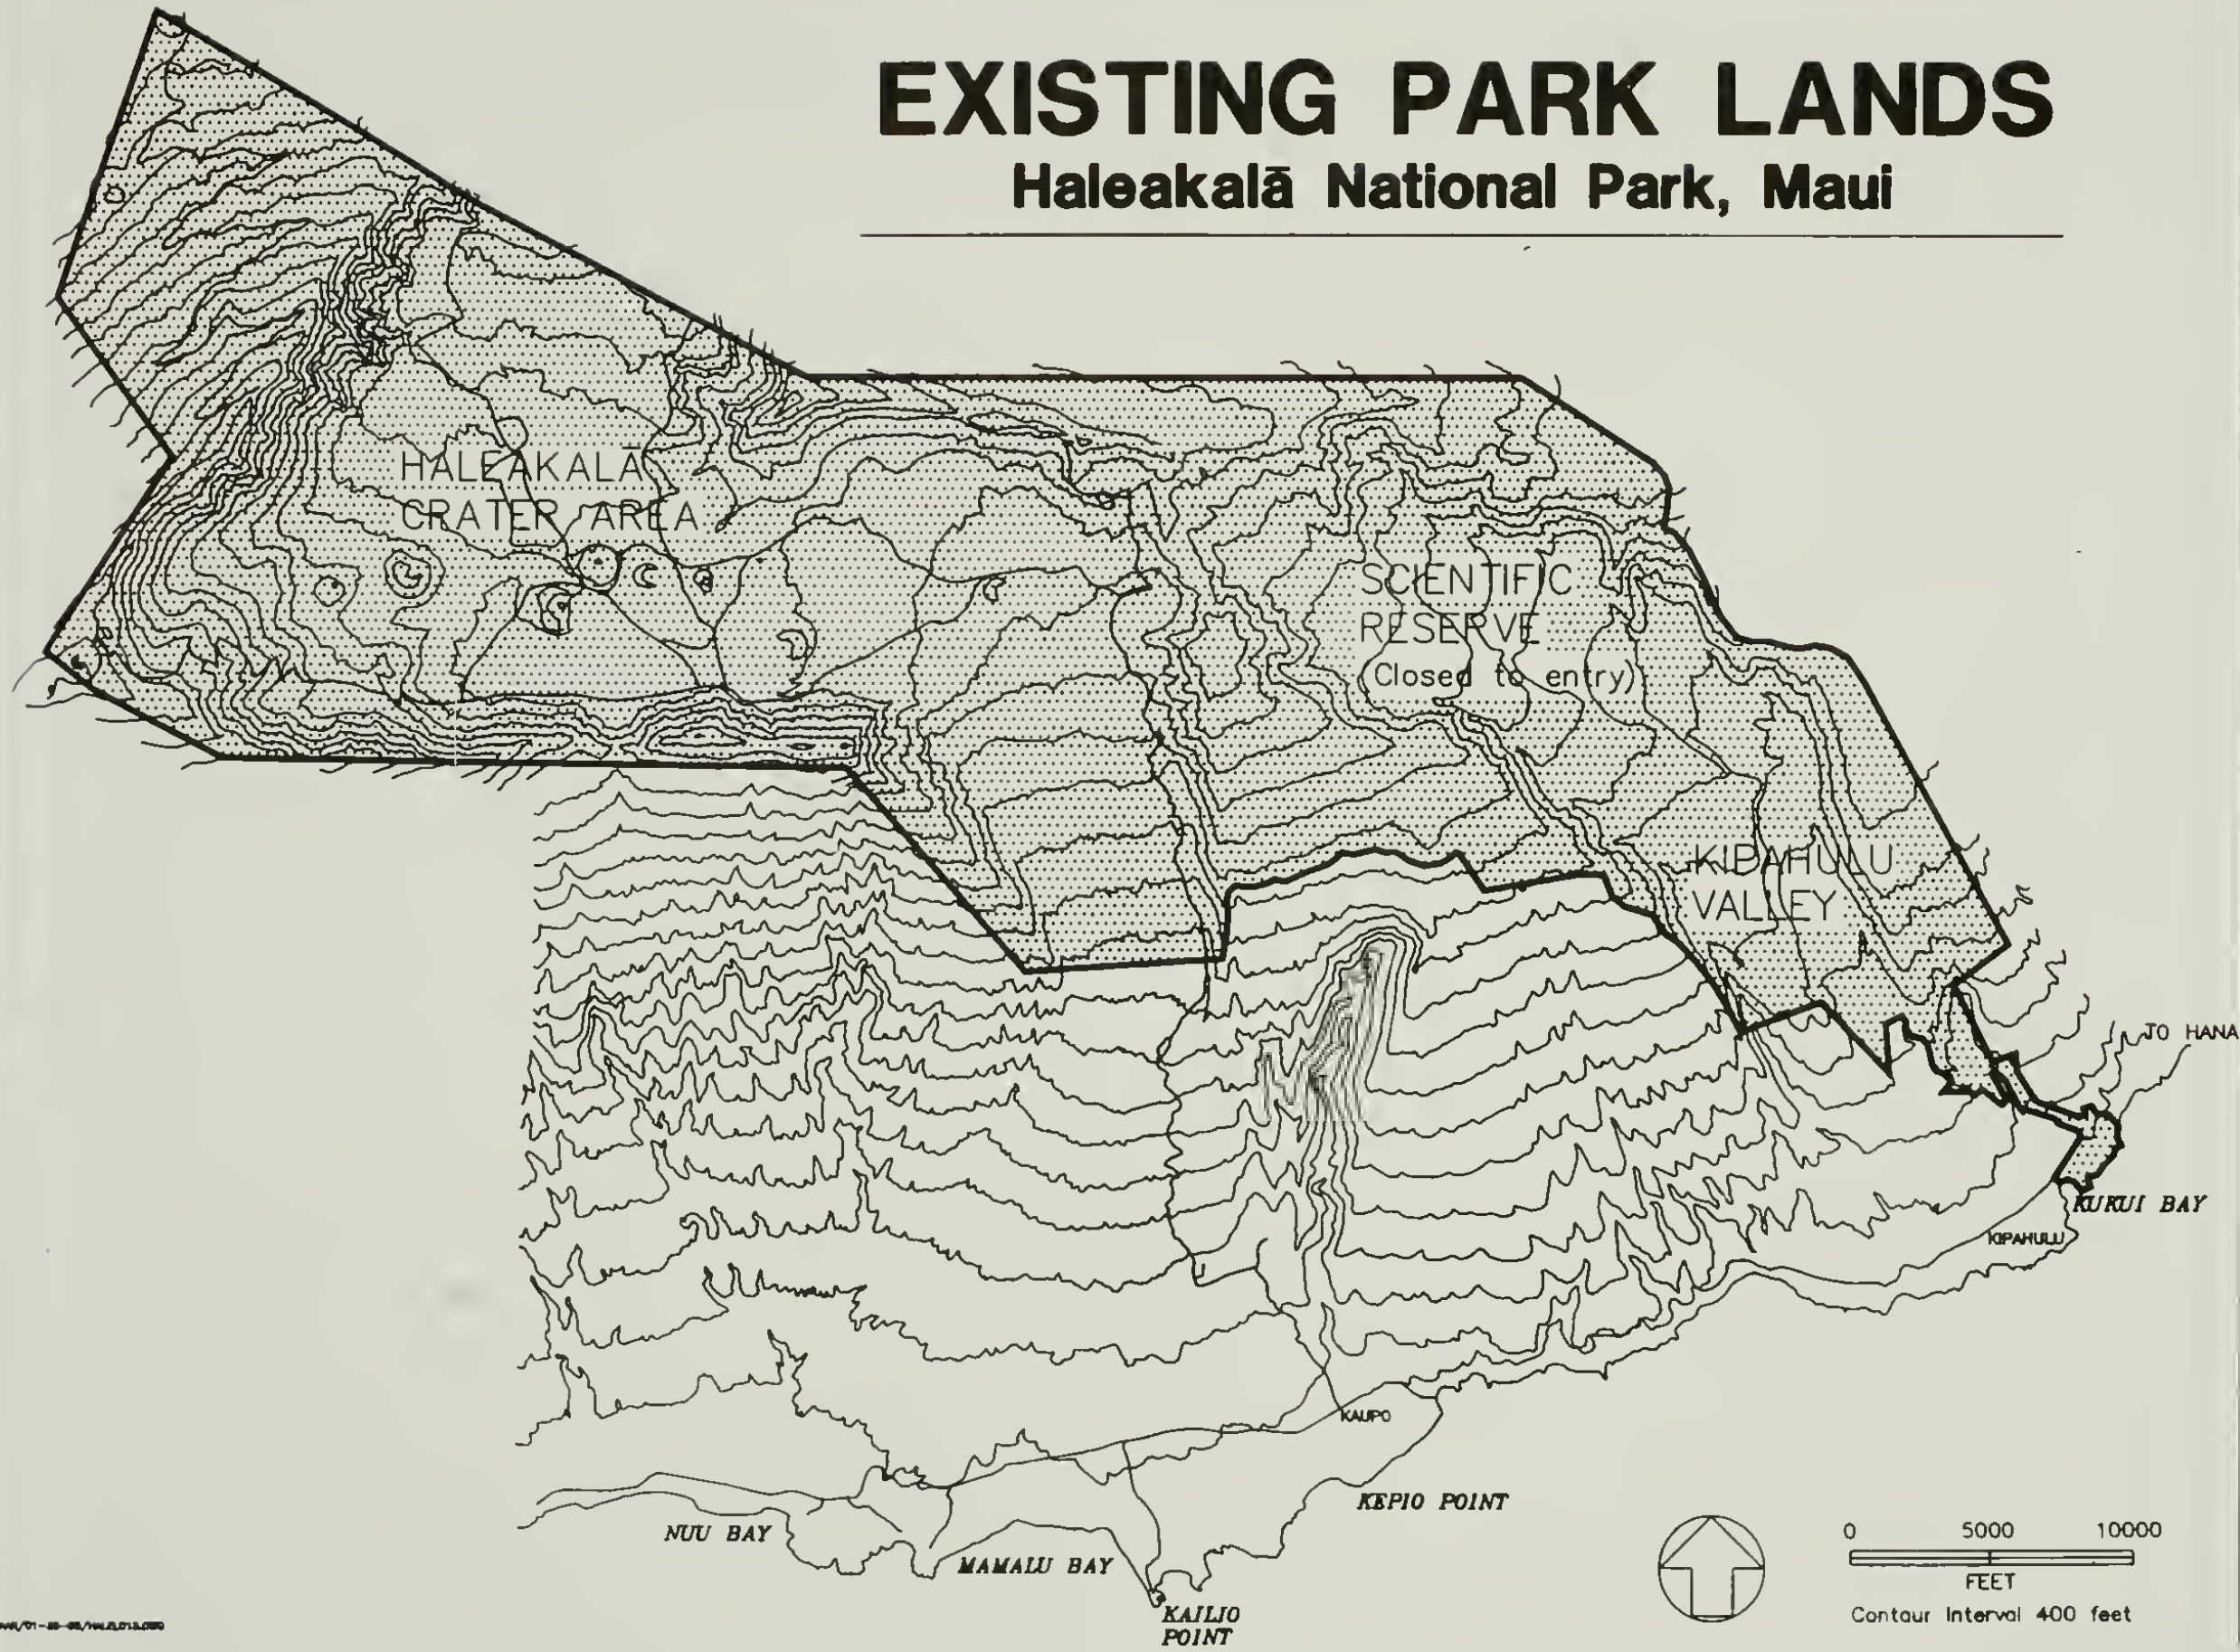 EXISTING PARK LANDS
Haleakalā National Park, Maui
HALEAKALĀ
CRATER AREA
SCIENTIFIC
RESERVE
(Closed to entry)
KIPAHULU
VALLEY
TO HANA
KUKUI BAY
KIPAHULU
KAUPO
KEPIO POINT
NUU BAY
MAMALU BAY
KAILIO
POINT
0 5000 10000
FEET
Contour Interval 400 feet